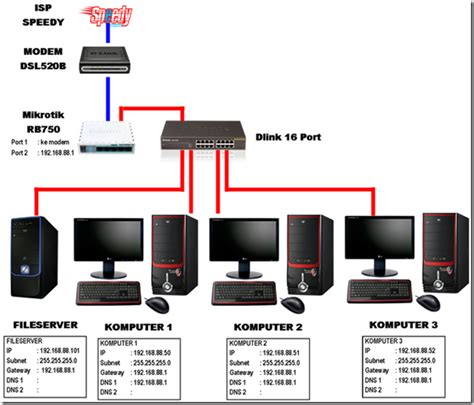 ISP
SPEEDY
Speedy
MODEM
DSL520B
Mikrotik
RB750
Port 1 : ke modem
Port 2 : 192.168.88.1
Dlink 16 Port
FILESERVER
KOMPUTER 1
KOMPUTER 2
KOMPUTER 3
FILESERVER
IP : 192.168.88.101
Subnet : 255.255.255.0
Gateway : 192.168.88.1
DNS 1 :
DNS 2 :
KOMPUTER 1
IP : 192.168.88.50
Subnet : 255.255.255.0
Gateway : 192.168.88.1
DNS 1 :
DNS 2 :
KOMPUTER 2
IP : 192.168.88.51
Subnet : 255.255.255.0
Gateway : 192.168.88.1
DNS 1 :
DNS 2 :
KOMPUTER 3
IP : 192.168.88.52
Subnet : 255.255.255.0
Gateway : 192.168.88.1
DNS 1 :
DNS 2 :